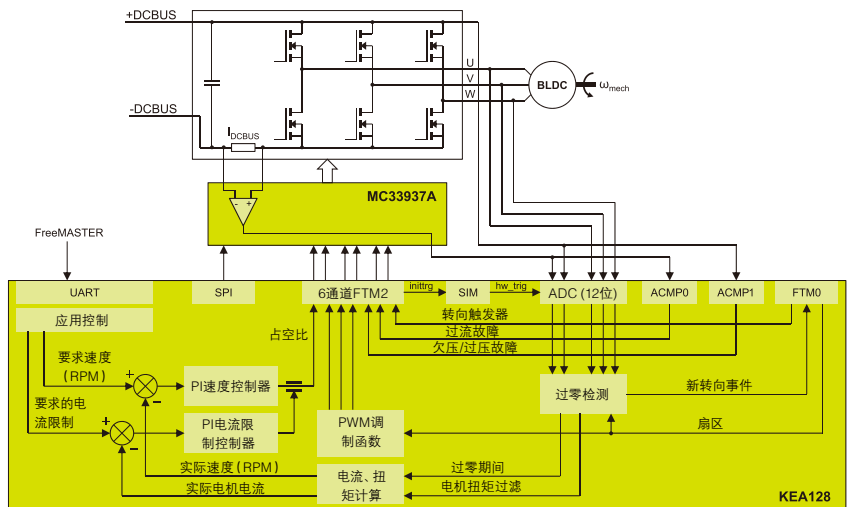 +DCBUS
-DCBUS
IDCBUS
U
V
W
BLDC
ωmech
MC33937A
- +
FreeMASTER
UART
SPI
6通道FTM2
inittrg
SIM
hw_trig
ADC (12位)
ACMP0
ACMP1
FTM0
应用控制
占空比
转向触发器
过流故障
欠压/过压故障
要求速度
(RPM)
+
-
PI速度控制器
要求的电
流限制
+
-
PI电流限
制控制器
PWM调
制函数
过零检测
新转向事件
扇区
实际速度(RPM)
实际电机电流
电流、扭
矩计算
过零期间
电机扭矩过滤
KEA128